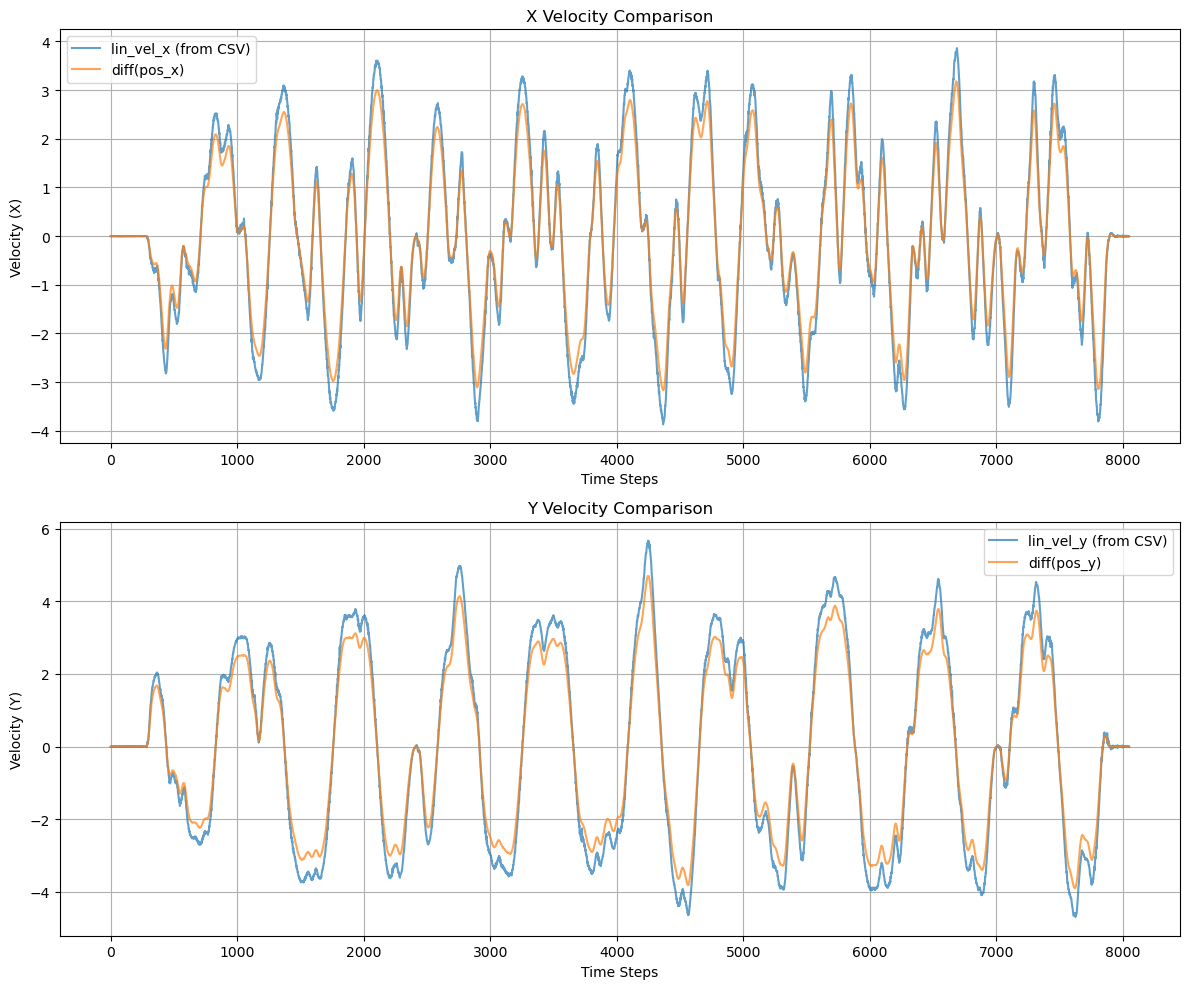 X Velocity Comparison
lin_vel_x (from CSV)
diff(pos_x)
Velocity (X)
4
3
2
1
0
−1
−2
−3
−4
0 1000 2000 3000 4000 5000 6000 7000 8000
Time Steps
Y Velocity Comparison
lin_vel_y (from CSV)
diff(pos_y)
Velocity (Y)
6
4
2
0
−2
−4
0 1000 2000 3000 4000 5000 6000 7000 8000
Time Steps